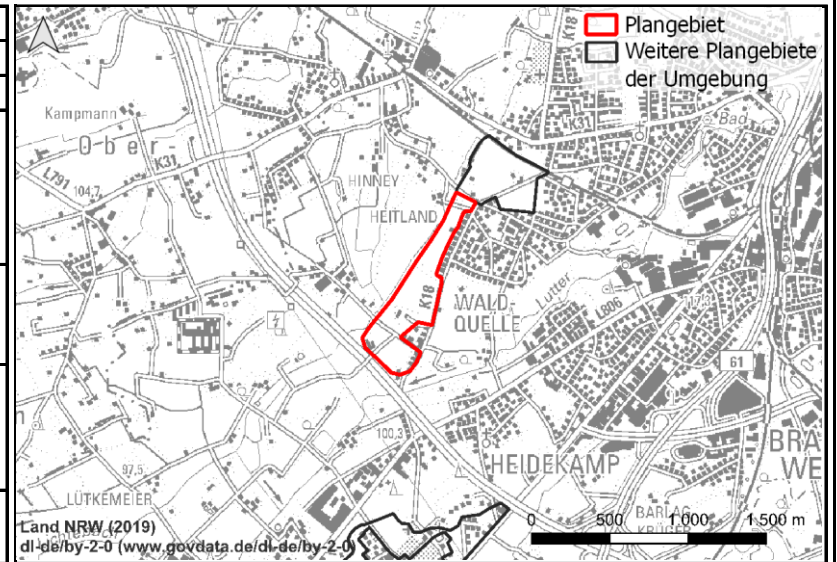 Plangebiet
Weitere Plangebiete
der Umgebung
K18
Kampmann
Ober-
K31
K31
Bad
L791
104,7
HINNEY
HEITLAND
K18
WALD-
QUELLE
Lutter
L806
61
100,3
HEIDEKAMP
BRA
WE
97,5
LÜTKEMEIER
BARLAG
KRÜGER
Land NRW (2019)
dl-de/by-2-0 (www.govdata.de/dl-de/by-2-0)
0 500 1.000 1.500 m